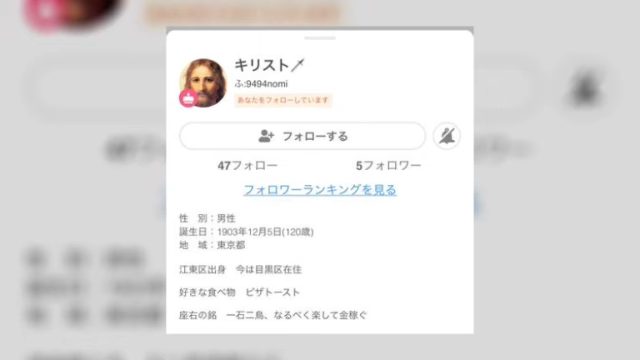 キリスト
ふ:9494nomi
あなたをフォローしています
フォローする
47フォロー 5フォロワー
フォロワーランキングを見る
性 別：男性
誕生日：1903年12月5日(120歳)
地 域：東京都
江東区出身 今は目黒区在住
好きな食べ物 ピザトースト
座右の銘 一石二鳥、なるべく楽して金稼ぐ